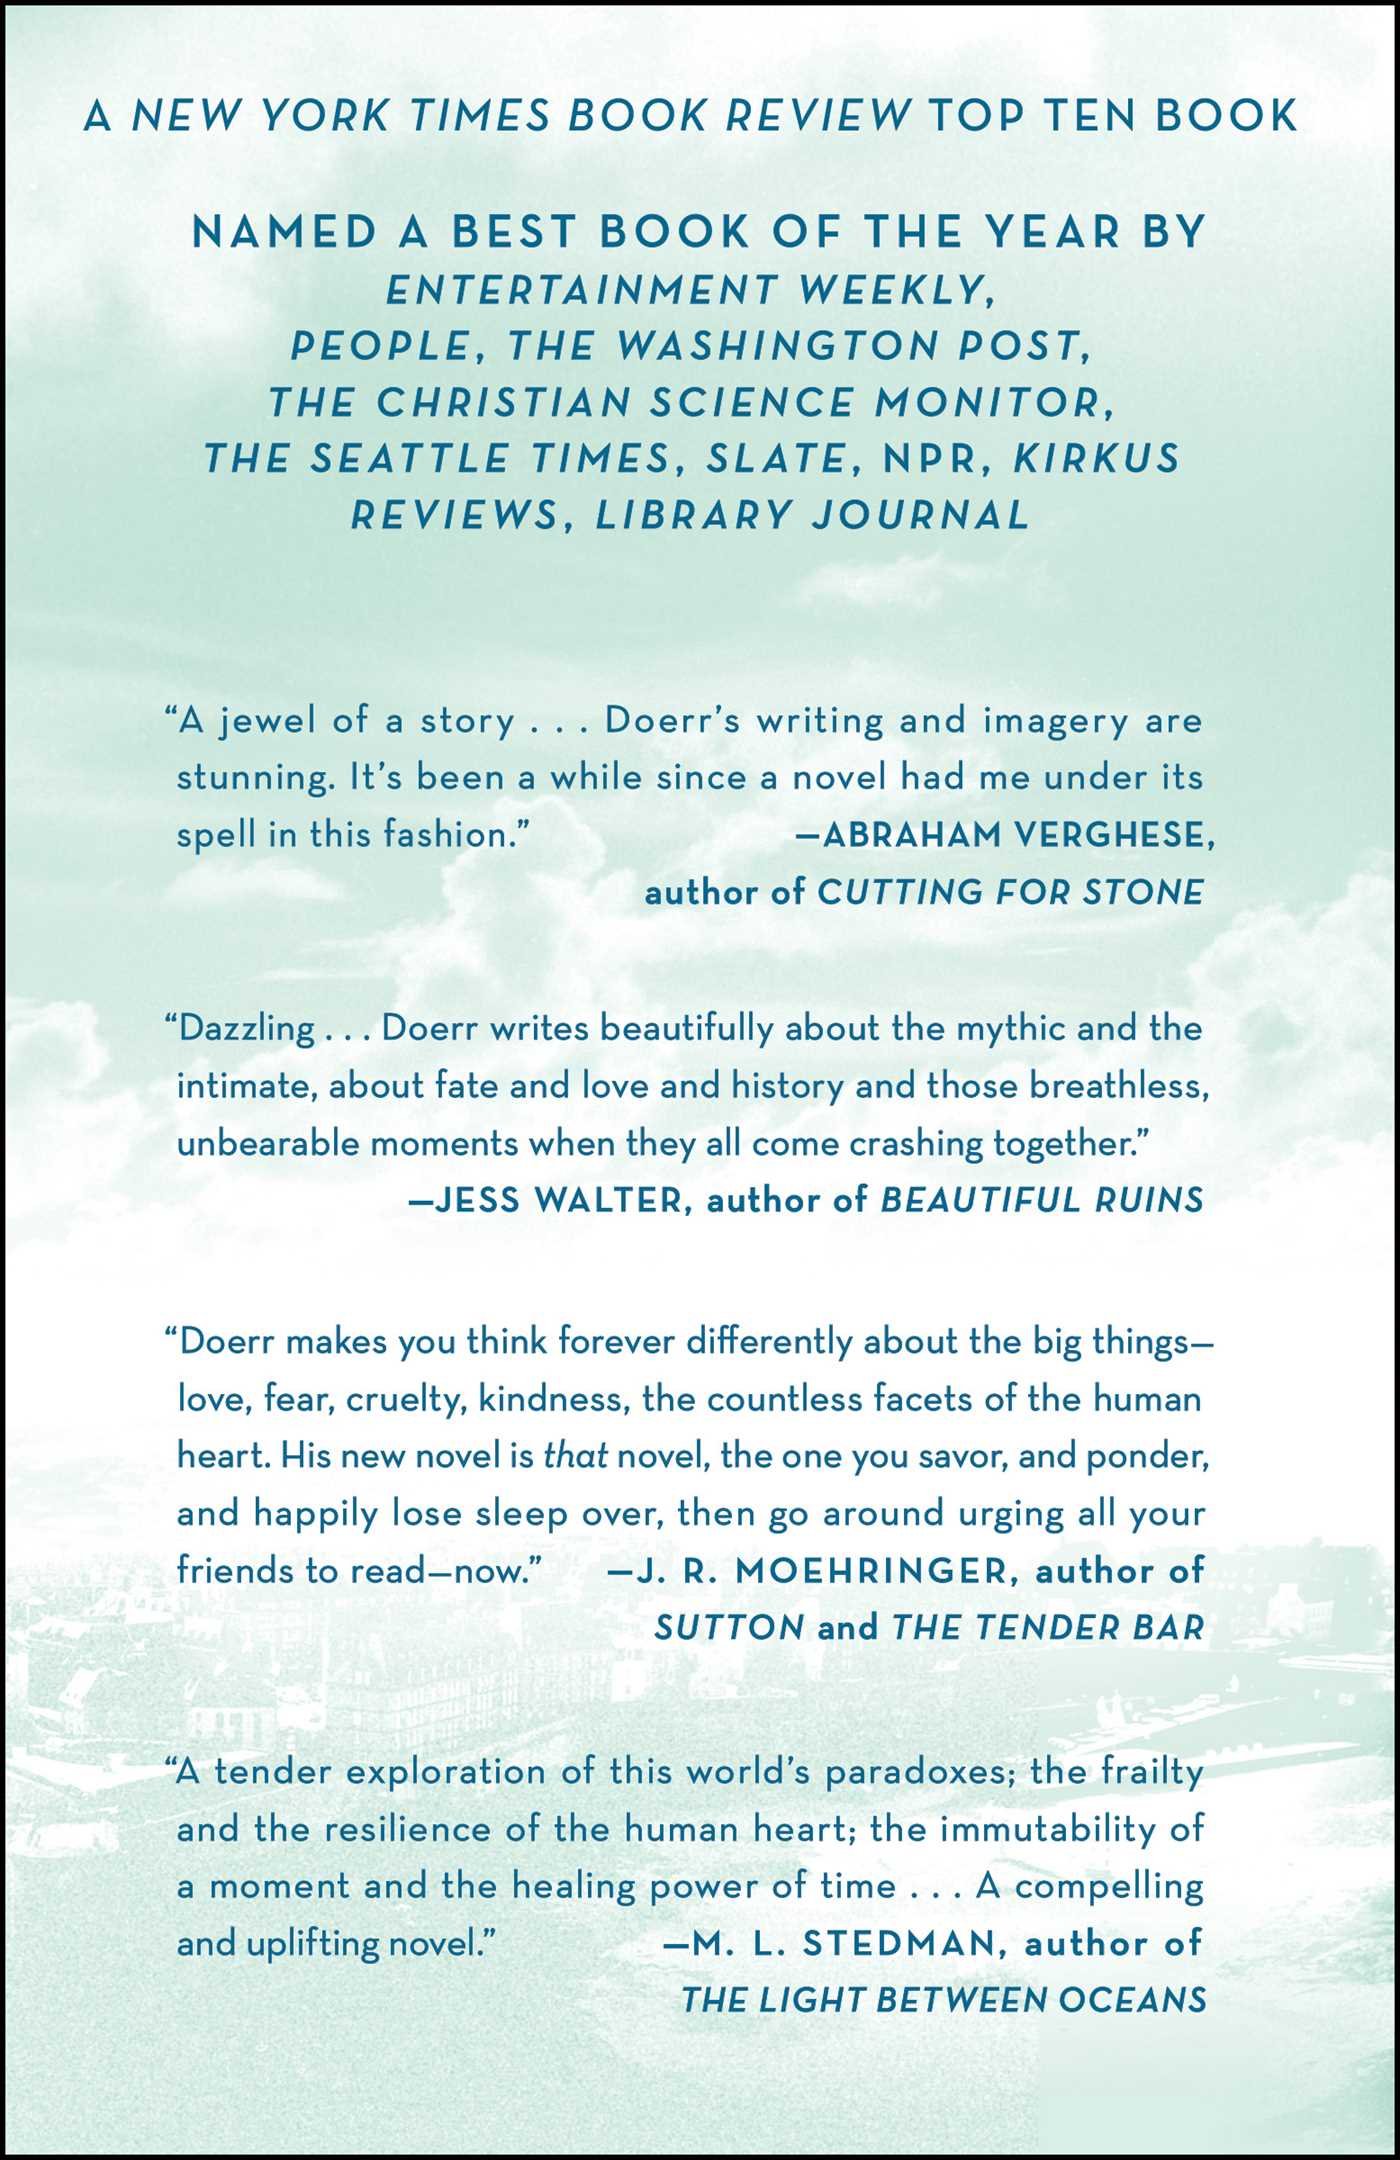 A NEW YORK TIMES BOOK REVIEW TOP TEN BOOK
NAMED A BEST BOOK OF THE YEAR BY
ENTERTAINMENT WEEKLY,
PEOPLE, THE WASHINGTON POST,
THE CHRISTIAN SCIENCE MONITOR,
THE SEATTLE TIMES, SLATE, NPR, KIRKUS
REVIEWS, LIBRARY JOURNAL
“A jewel of a story . . . Doerr’s writing and imagery are
stunning. It’s been a while since a novel had me under its
spell in this fashion.” —ABRAHAM VERGHESE,
author of CUTTING FOR STONE
“Dazzling . . . Doerr writes beautifully about the mythic and the
intimate, about fate and love and history and those breathless,
unbearable moments when they all come crashing together.”
—JESS WALTER, author of BEAUTIFUL RUINS
“Doerr makes you think forever differently about the big things—
love, fear, cruelty, kindness, the countless facets of the human
heart. His new novel is that novel, the one you savor, and ponder,
and happily lose sleep over, then go around urging all your
friends to read—now.” —J. R. MOEHRINGER, author of
SUTTON and THE TENDER BAR
“A tender exploration of this world’s paradoxes; the frailty
and the resilience of the human heart; the immutability of
a moment and the healing power of time . . . A compelling
and uplifting novel.” —M. L. STEDMAN, author of
THE LIGHT BETWEEN OCEANS